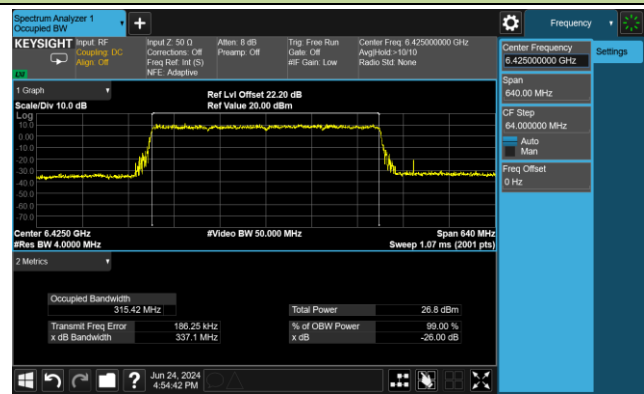 Spectrum Analyzer 1
Occupied BW
Frequency
KEYSIGHT
Input: RF
Coupling: DC
Align: Off
Input Z: 50 Ω
Corrections: Off
Freq Ref: Int (S)
NFE: Adaptive
Atten: 8 dB
Preamp: Off
Trig: Free Run
Gate: Off
#IF Gain: Low
Center Freq: 6.425000000 GHz
Avg|Hold:>10/10
Radio Std: None
LW
Center Frequency
6.425000000 GHz
Settings
Span
640.00 MHz
CF Step
64.000000 MHz
Auto
Man
Freq Offset
0 Hz
1 Graph
Scale/Div 10.0 dB
Ref Lvl Offset 22.20 dB
Ref Value 20.00 dBm
Log
10.0
0.00
-10.0
-20.0
-30.0
-40.0
-50.0
-60.0
-70.0
Center 6.4250 GHz
#Res BW 4.0000 MHz
#Video BW 50.000 MHz
Span 640 MHz
Sweep 1.07 ms (2001 pts)
2 Metrics
Occupied Bandwidth
315.42 MHz
Total Power 26.8 dBm
Transmit Freq Error 186.25 kHz
% of OBW Power 99.00 %
x dB Bandwidth 337.1 MHz
x dB -26.00 dB
Jun 24, 2024
4:54:42 PM